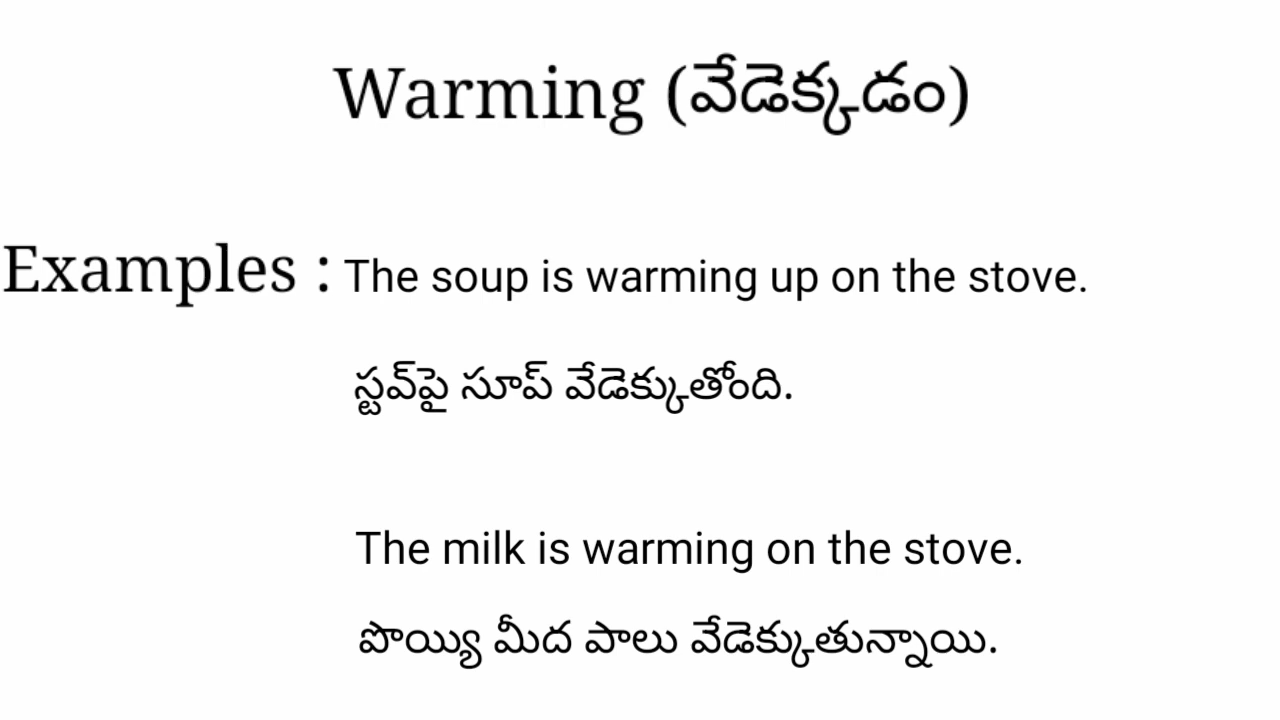 Warming (వేడెక్కడం)
Examples : The soup is warming up on the stove.
స్టవ్‌పై సూప్ వేడెక్కుతోంది.
The milk is warming on the stove.
పొయ్యి మీద పాలు వేడెక్కుతున్నాయి.